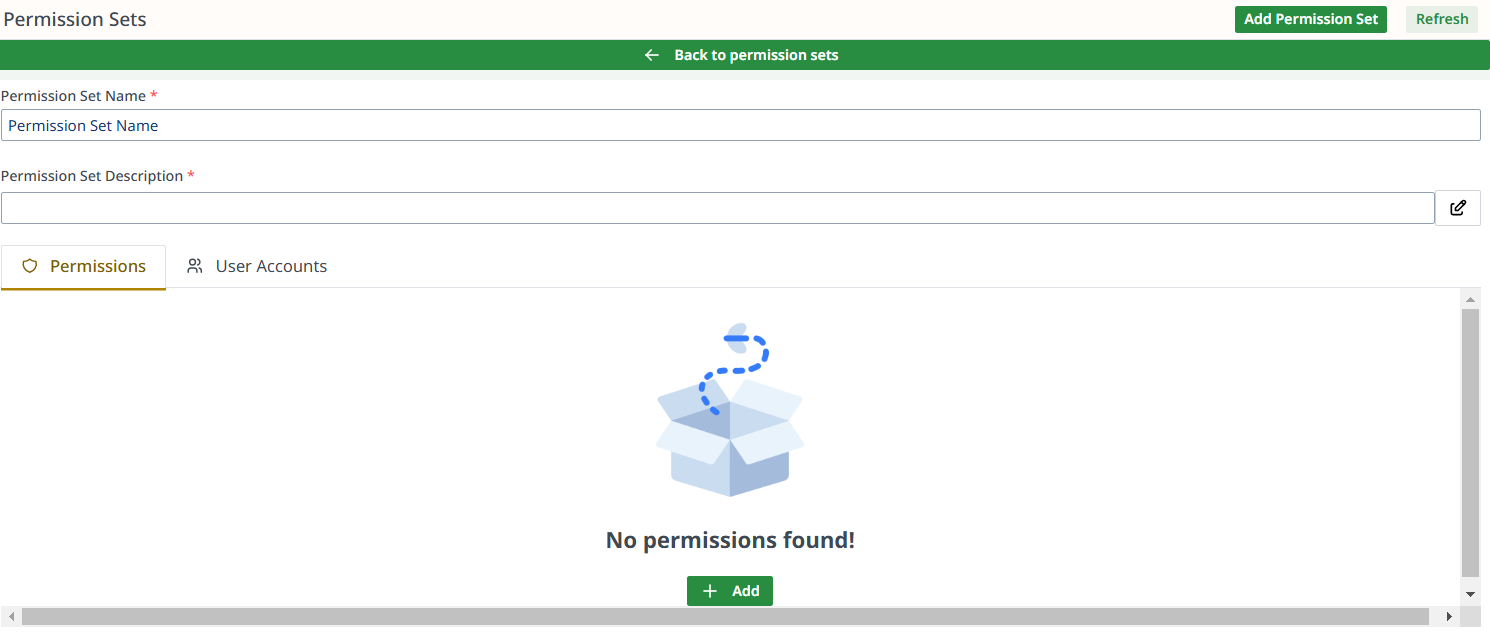 Permission Sets
Add Permission Set
Refresh
Back to permission sets
Permission Set Name *
Permission Set Name
Permission Set Description *
Permissions
User Accounts
No permissions found!
Add